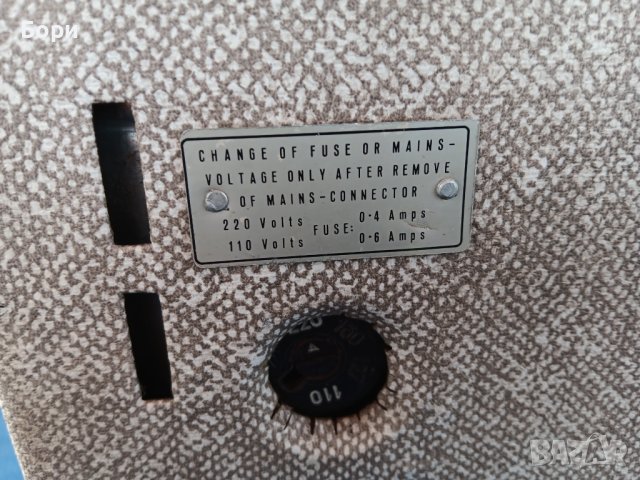 Бори
CHANGE OF FUSE OR MAINS-
VOLTAGE ONLY AFTER REMOVE
OF MAINS-CONNECTOR
220 Volts FUSE: 0·4 Amps
110 Volts 0·6 Amps
220
110
BAZAR